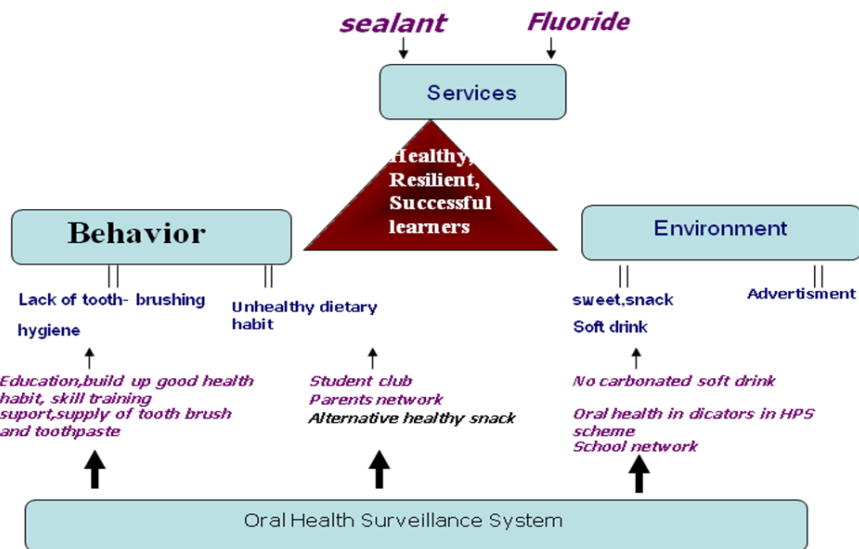 sealant
Fluoride
Services
Healthy,
Resilient,
Successful
learners
Behavior
Environment
Lack of tooth- brushing
hygiene
Unhealthy dietary
habit
sweet,snack
Soft drink
Advertisment
Education,build up good health
habit, skill training
suport,supply of tooth brush
and toothpaste
Student club
Parents network
Alternative healthy snack
No carbonated soft drink
Oral health in dicators in HPS
scheme
School network
Oral Health Surveillance System